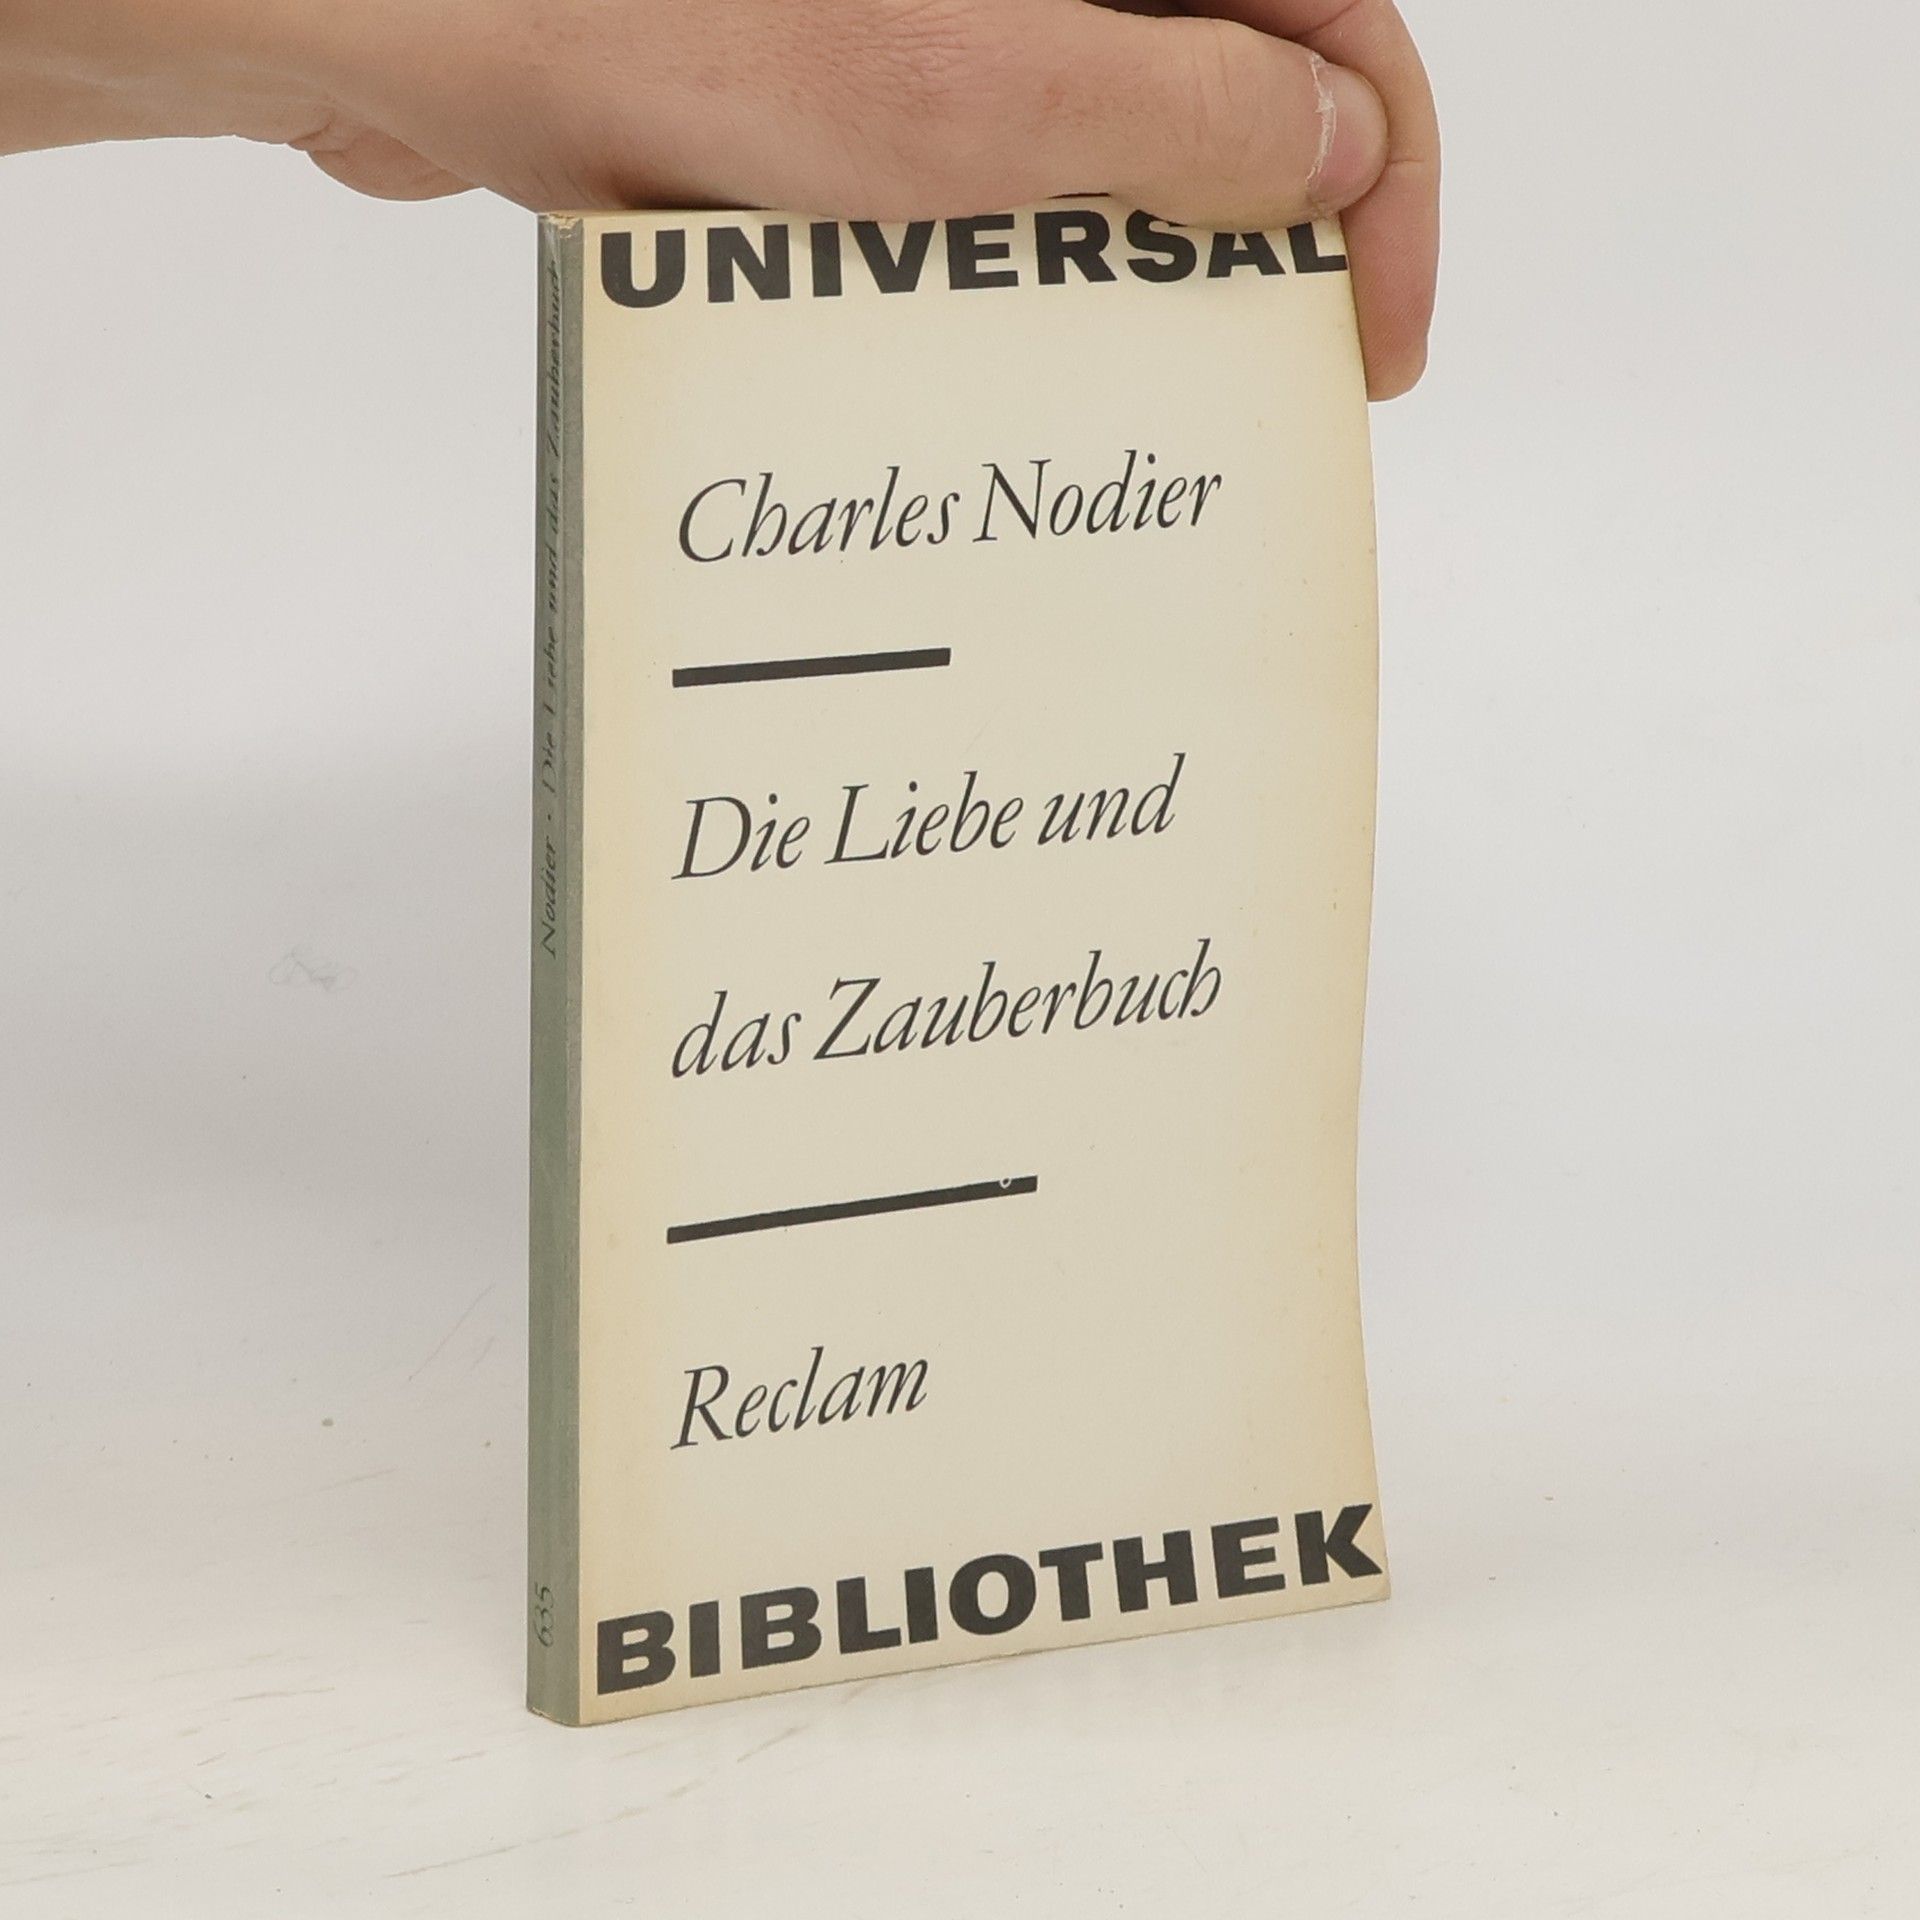 UNIVERSAL
Charles Nodier
Die Liebe und
das Zauberbuch
Reclam
BIBLIOTHEK
Nodier · Die Liebe und das Zauberbuch
635